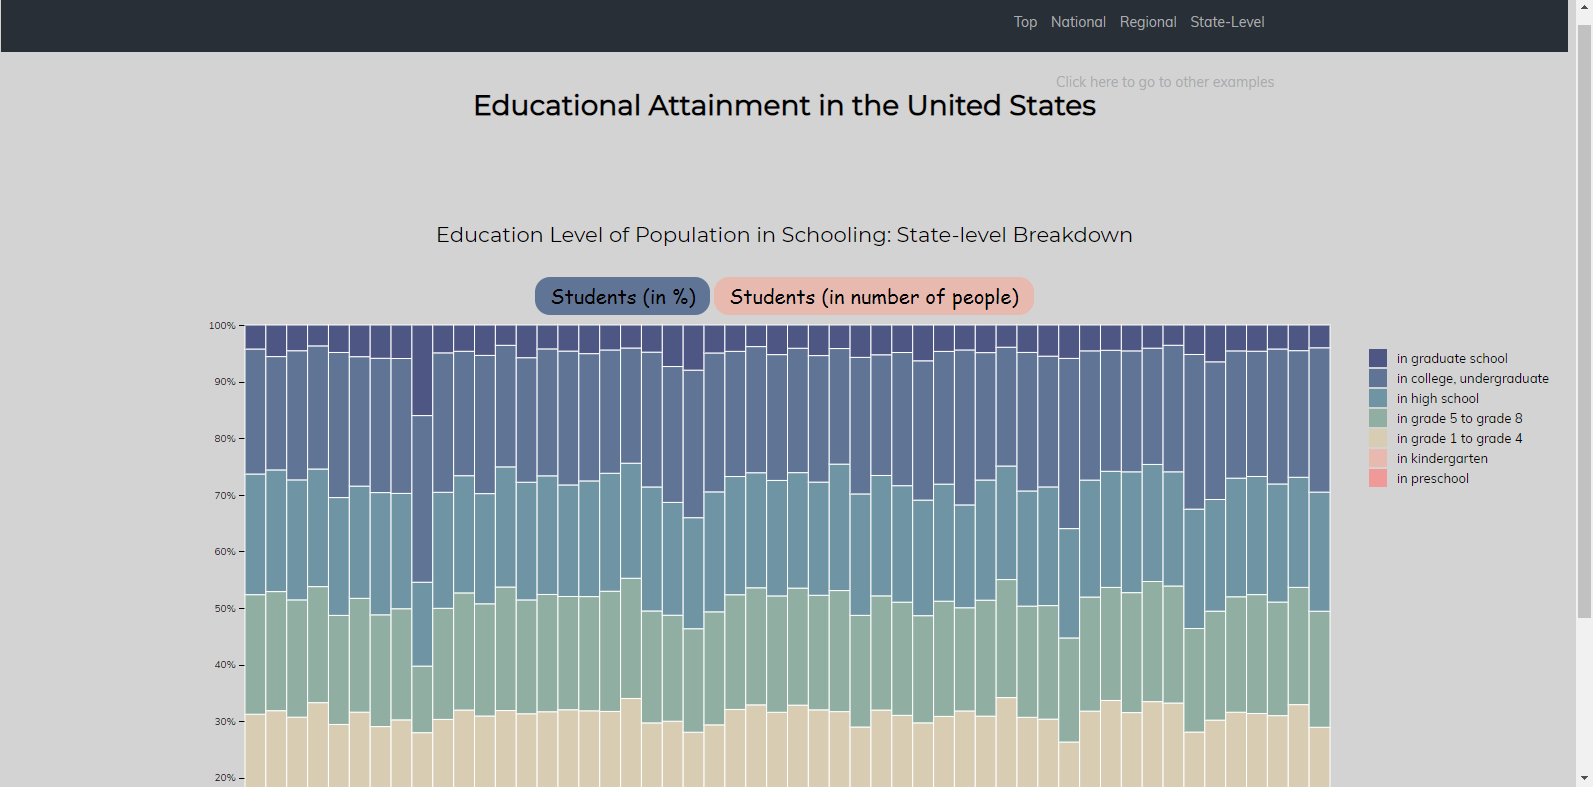 Top National Regional State-Level
Click here to go to other examples
Educational Attainment in the United States
Education Level of Population in Schooling: State-level Breakdown
Students (in %) Students (in number of people)
100%
90%
80%
70%
60%
50%
40%
30%
20%
in graduate school
in college, undergraduate
in high school
in grade 5 to grade 8
in grade 1 to grade 4
in kindergarten
in preschool